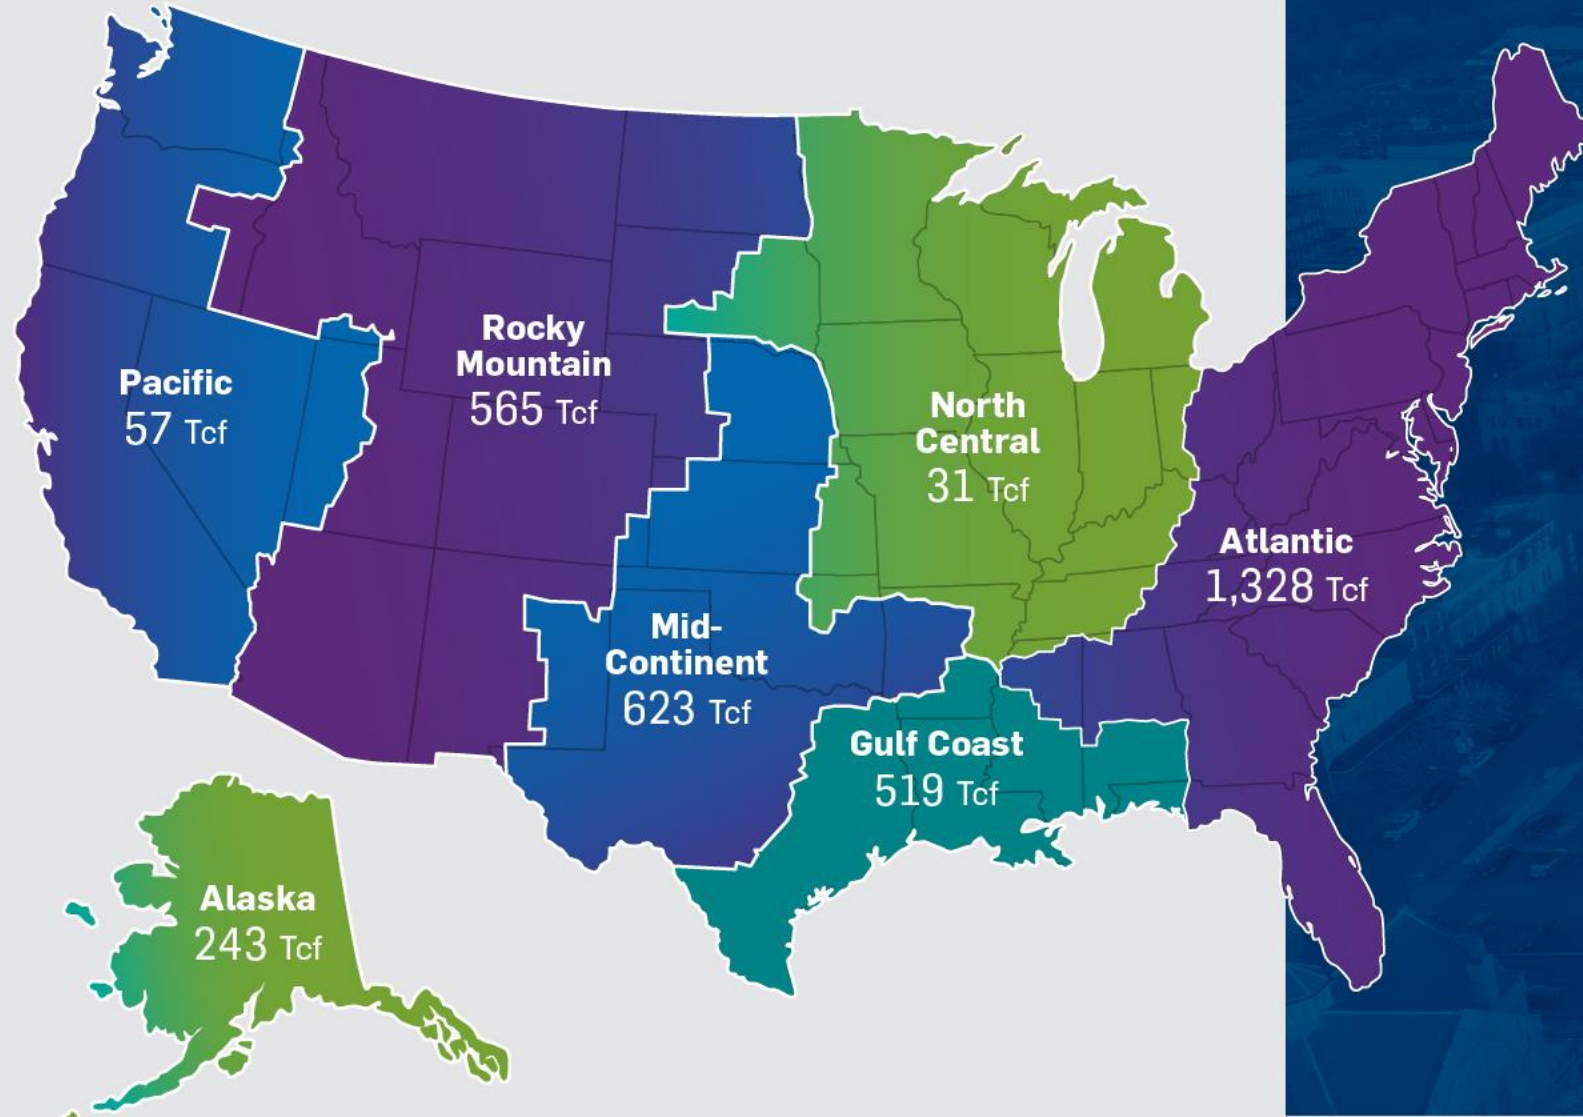 Pacific
57 Tcf
Rocky
Mountain
565 Tcf
North
Central
31 Tcf
Atlantic
1,328 Tcf
Mid-
Continent
623 Tcf
Gulf Coast
519 Tcf
Alaska
243 Tcf